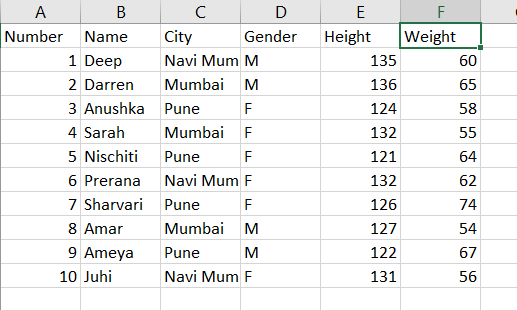 A B C D E F
Number Name City Gender Height Weight
1 Deep Navi Mum M 135 60
2 Darren Mumbai M 136 65
3 Anushka Pune F 124 58
4 Sarah Mumbai F 132 55
5 Nischiti Pune F 121 64
6 Prerana Navi Mum F 132 62
7 Sharvari Pune F 126 74
8 Amar Mumbai M 127 54
9 Ameya Pune M 122 67
10 Juhi Navi Mum F 131 56